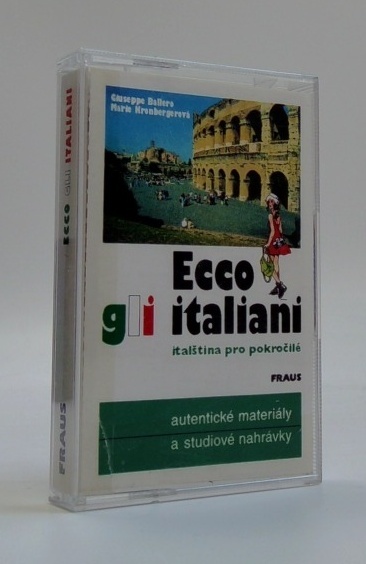 Giuseppe Ballero
Marie Kronbergerová
Ecco
gli italiani
italština pro pokročilé
FRAUS
autentické materiály
a studiové nahrávky
FRAUS ECCO GLI ITALIANI